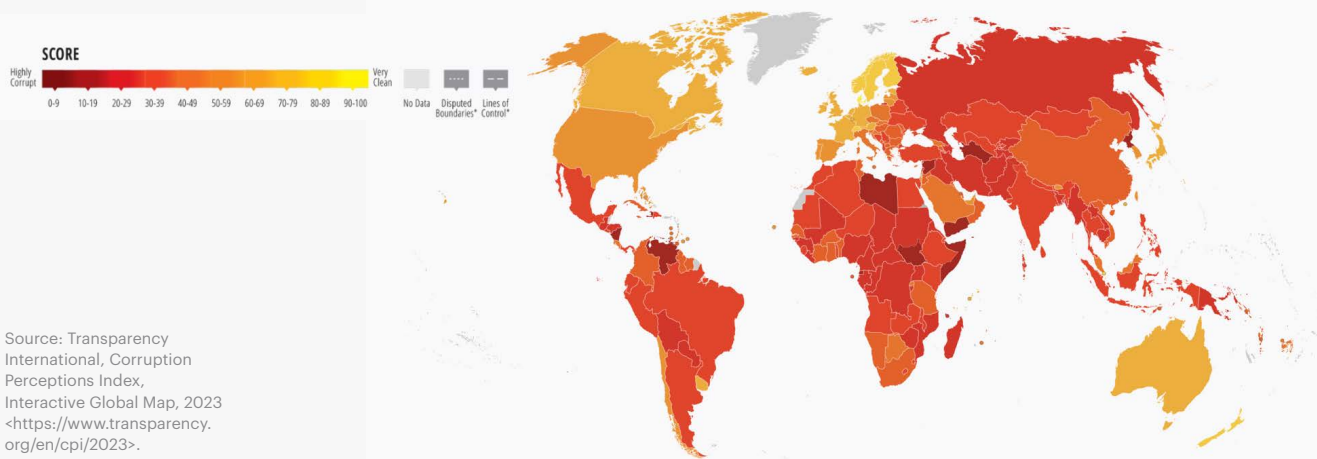 SCORE
Highly
Corrupt
Very
Clean
0-9 10-19 20-29 30-39 40-49 50-59 60-69 70-79 80-89 90-100
No Data
Disputed
Boundaries*
Lines of
Control*
Source: Transparency
International, Corruption
Perceptions Index,
Interactive Global Map, 2023
<https://www.transparency.
org/en/cpi/2023>.